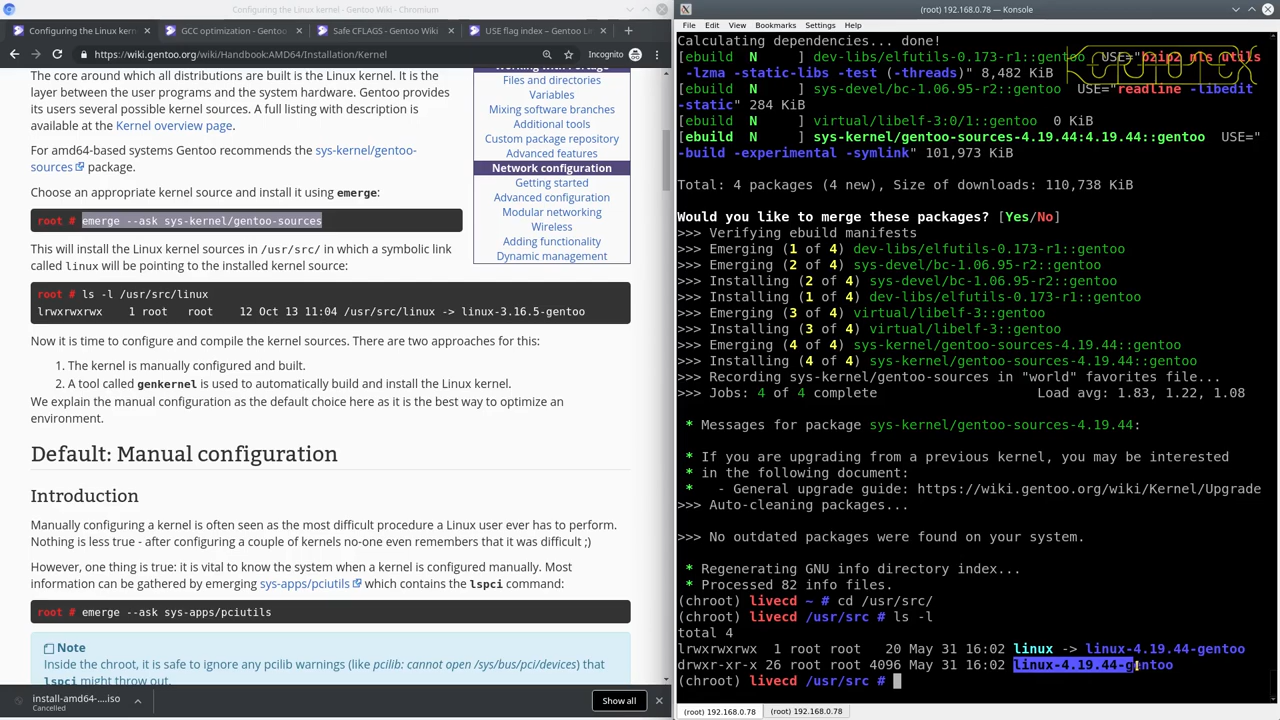 Configuring the Linux kernel - Gentoo Wiki - Chromium
Configuring the Linux kern
GCC optimization - Gento
Safe CFLAGS - Gentoo Wiki
USE flag index – Gentoo Lin
https://wiki.gentoo.org/wiki/Handbook:AMD64/Installation/Kernel
Incognito
The core around which all distributions are built is the Linux kernel. It is the
layer between the user programs and the system hardware. Gentoo provides
its users several possible kernel sources. A full listing with description is
available at the Kernel overview page.
For amd64-based systems Gentoo recommends the sys-kernel/gentoo-
sources package.
Choose an appropriate kernel source and install it using emerge:
root # emerge --ask sys-kernel/gentoo-sources
This will install the Linux kernel sources in /usr/src/ in which a symbolic link
called linux will be pointing to the installed kernel source:
root # ls -l /usr/src/linux
lrwxrwxrwx    1 root   root    12 Oct 13 11:04 /usr/src/linux -> linux-3.16.5-gentoo
Now it is time to configure and compile the kernel sources. There are two approaches for this:
1. The kernel is manually configured and built.
2. A tool called genkernel is used to automatically build and install the Linux kernel.
We explain the manual configuration as the default choice here as it is the best way to optimize an
environment.
Default: Manual configuration
Introduction
Manually configuring a kernel is often seen as the most difficult procedure a Linux user ever has to perform.
Nothing is less true - after configuring a couple of kernels no-one even remembers that it was difficult ;)
However, one thing is true: it is vital to know the system when a kernel is configured manually. Most
information can be gathered by emerging sys-apps/pciutils which contains the lspci command:
root # emerge --ask sys-apps/pciutils
Note
Inside the chroot, it is safe to ignore any pcilib warnings (like pcilib: cannot open /sys/bus/pci/devices) that
lspci might throw out.
Files and directories
Variables
Mixing software branches
Additional tools
Custom package repository
Advanced features
Network configuration
Getting started
Advanced configuration
Modular networking
Wireless
Adding functionality
Dynamic management
install-amd64-....iso
Cancelled
Show all
(root) 192.168.0.78 — Konsole
File Edit View Bookmarks Settings Help
Calculating dependencies... done!
[ebuild  N     ] dev-libs/elfutils-0.173-r1::gentoo  USE="bzip2 nls utils
-lzma -static-libs -test (-threads)" 8,482 KiB
[ebuild  N     ] sys-devel/bc-1.06.95-r2::gentoo  USE="readline -libedit
-static" 284 KiB
[ebuild  N     ] virtual/libelf-3:0/1::gentoo  0 KiB
[ebuild  N     ] sys-kernel/gentoo-sources-4.19.44:4.19.44::gentoo  USE="
-build -experimental -symlink" 101,973 KiB
Total: 4 packages (4 new), Size of downloads: 110,738 KiB
Would you like to merge these packages? [Yes/No]
>>> Verifying ebuild manifests
>>> Emerging (1 of 4) dev-libs/elfutils-0.173-r1::gentoo
>>> Emerging (2 of 4) sys-devel/bc-1.06.95-r2::gentoo
>>> Installing (2 of 4) sys-devel/bc-1.06.95-r2::gentoo
>>> Installing (1 of 4) dev-libs/elfutils-0.173-r1::gentoo
>>> Emerging (3 of 4) virtual/libelf-3::gentoo
>>> Installing (3 of 4) virtual/libelf-3::gentoo
>>> Emerging (4 of 4) sys-kernel/gentoo-sources-4.19.44::gentoo
>>> Installing (4 of 4) sys-kernel/gentoo-sources-4.19.44::gentoo
>>> Recording sys-kernel/gentoo-sources in "world" favorites file...
>>> Jobs: 4 of 4 complete                    Load avg: 1.83, 1.22, 1.08
* Messages for package sys-kernel/gentoo-sources-4.19.44:
* If you are upgrading from a previous kernel, you may be interested
* in the following document:
*   - General upgrade guide: https://wiki.gentoo.org/wiki/Kernel/Upgrade
>>> Auto-cleaning packages...
>>> No outdated packages were found on your system.
* Regenerating GNU info directory index...
* Processed 82 info files.
(chroot) livecd ~ # cd /usr/src/
(chroot) livecd /usr/src # ls -l
total 4
lrwxrwxrwx  1 root root   20 May 31 16:02 linux -> linux-4.19.44-gentoo
drwxr-xr-x 26 root root 4096 May 31 16:02 linux-4.19.44-gentoo
(chroot) livecd /usr/src #
(root) 192.168.0.78
(root) 192.168.0.78